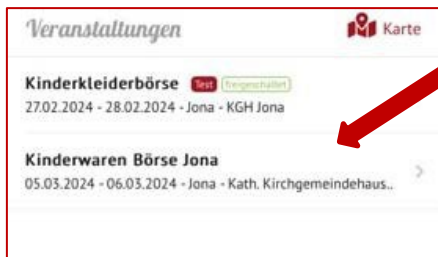 Veranstaltungen Karte
Kinderkleiderbörse Test freigeschaltet
27.02.2024 - 28.02.2024 - Jona - KGH Jona
Kinderwaren Börse Jona
05.03.2024 - 06.03.2024 - Jona - Kath. Kirchgemeindehaus..